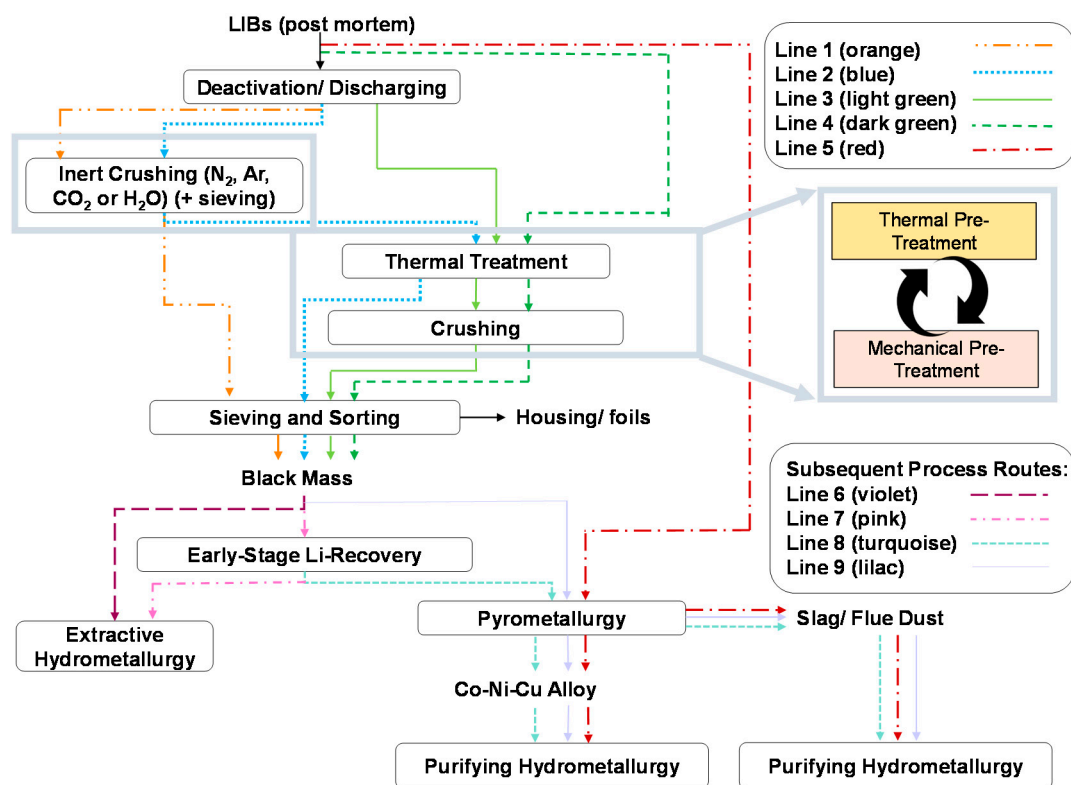 LIBs (post mortem)
Deactivation/ Discharging
Inert Crushing (N₂, Ar,
CO₂ or H₂O) (+ sieving)
Thermal Treatment
Crushing
Sieving and Sorting
Housing/ foils
Black Mass
Early-Stage Li-Recovery
Extractive
Hydrometallurgy
Pyrometallurgy
Slag/ Flue Dust
Co-Ni-Cu Alloy
Purifying Hydrometallurgy
Purifying Hydrometallurgy
Line 1 (orange)
Line 2 (blue)
Line 3 (light green)
Line 4 (dark green)
Line 5 (red)
Thermal Pre-
Treatment
Mechanical Pre-
Treatment
Subsequent Process Routes:
Line 6 (violet)
Line 7 (pink)
Line 8 (turquoise)
Line 9 (lilac)